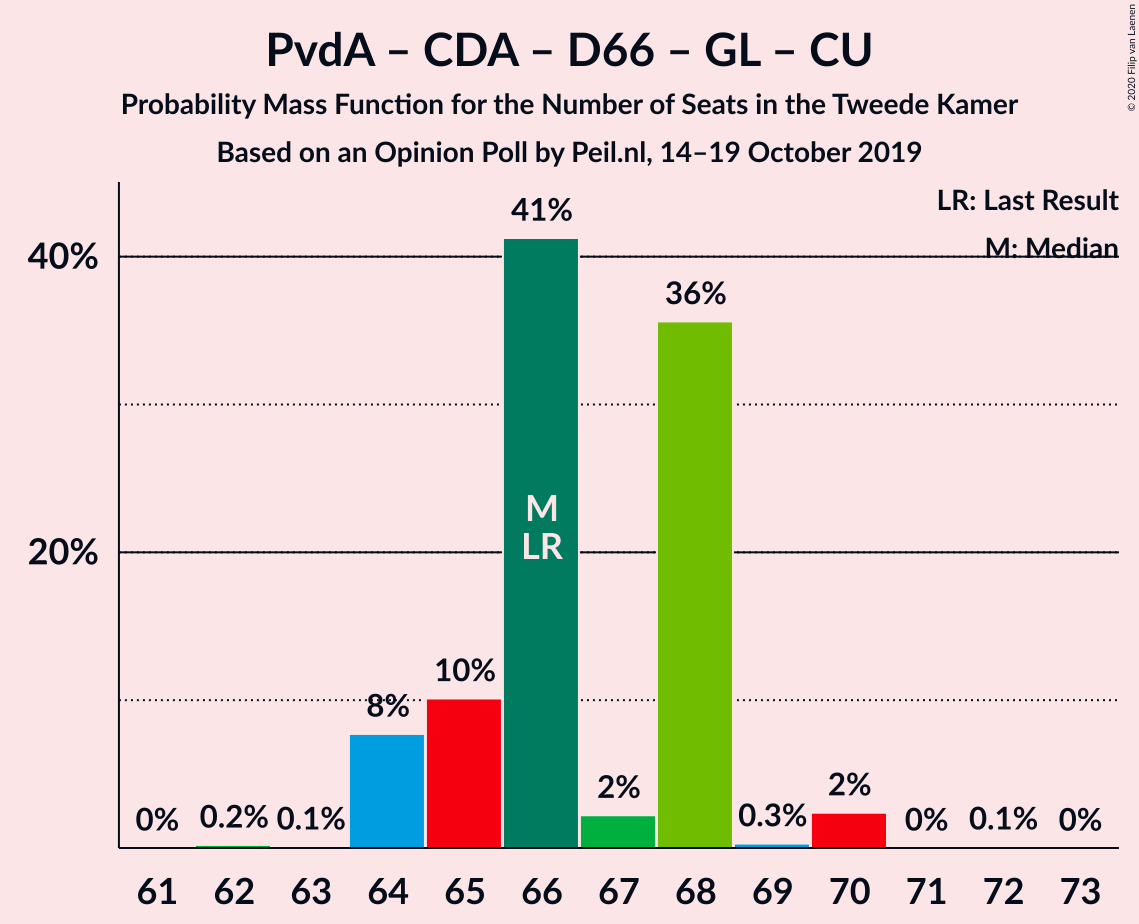 PvdA – CDA – D66 – GL – CU
Probability Mass Function for the Number of Seats in the Tweede Kamer
Based on an Opinion Poll by Peil.nl, 14–19 October 2019
© 2020 Filip van Laenen
LR: Last Result
M: Median
40%
20%
0%
0.2%
0.1%
8%
10%
41%
M
LR
2%
36%
0.3%
2%
0%
0.1%
0%
61 62 63 64 65 66 67 68 69 70 71 72 73